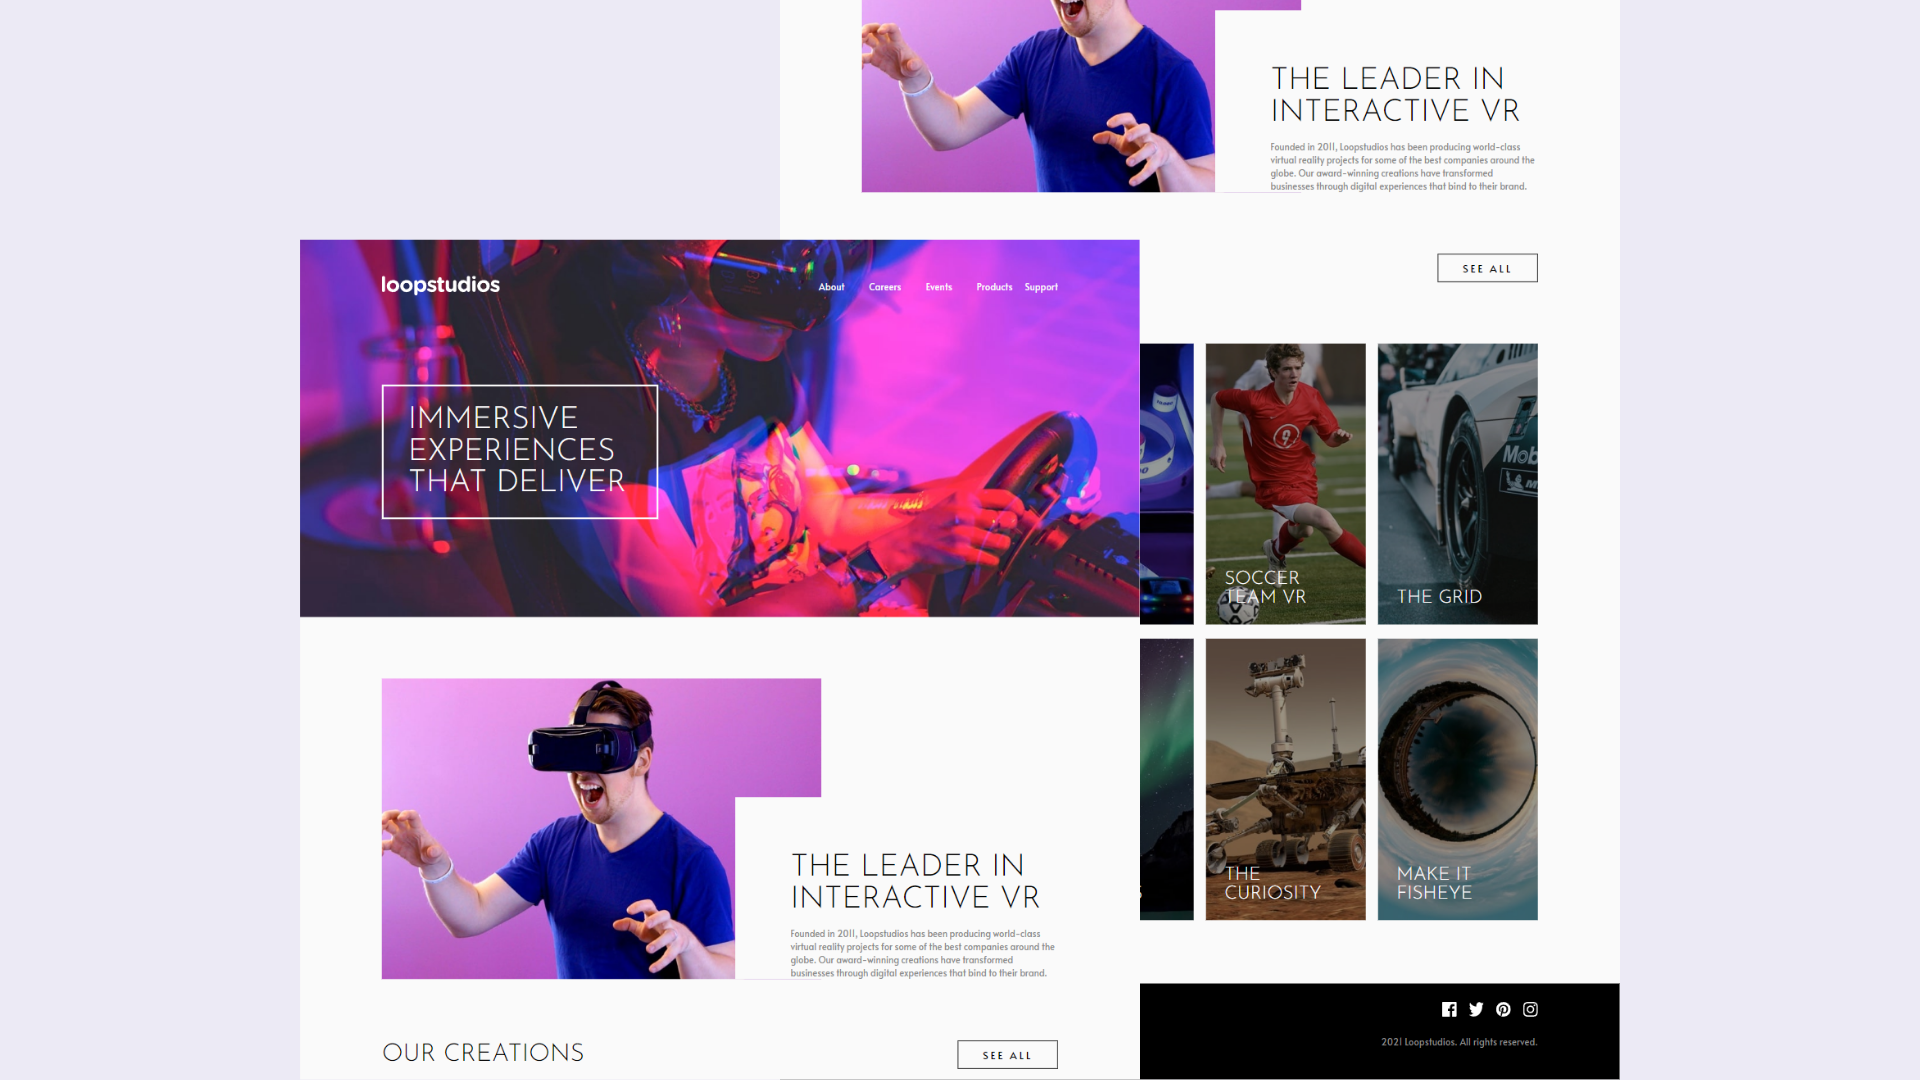 THE LEADER IN
INTERACTIVE VR
Founded in 2011, Loopstudios has been producing world-class
virtual reality projects for some of the best companies around the
globe. Our award-winning creations have transformed
businesses through digital experiences that bind to their brand.
SEE ALL
loopstudios
About Careers Events Products Support
IMMERSIVE
EXPERIENCES
THAT DELIVER
9
Mob
SOCCER
TEAM VR
THE GRID
THE
CURIOSITY
MAKE IT
FISHEYE
THE LEADER IN
INTERACTIVE VR
Founded in 2011, Loopstudios has been producing world-class
virtual reality projects for some of the best companies around the
globe. Our award-winning creations have transformed
businesses through digital experiences that bind to their brand.
OUR CREATIONS
SEE ALL
2021 Loopstudios. All rights reserved.